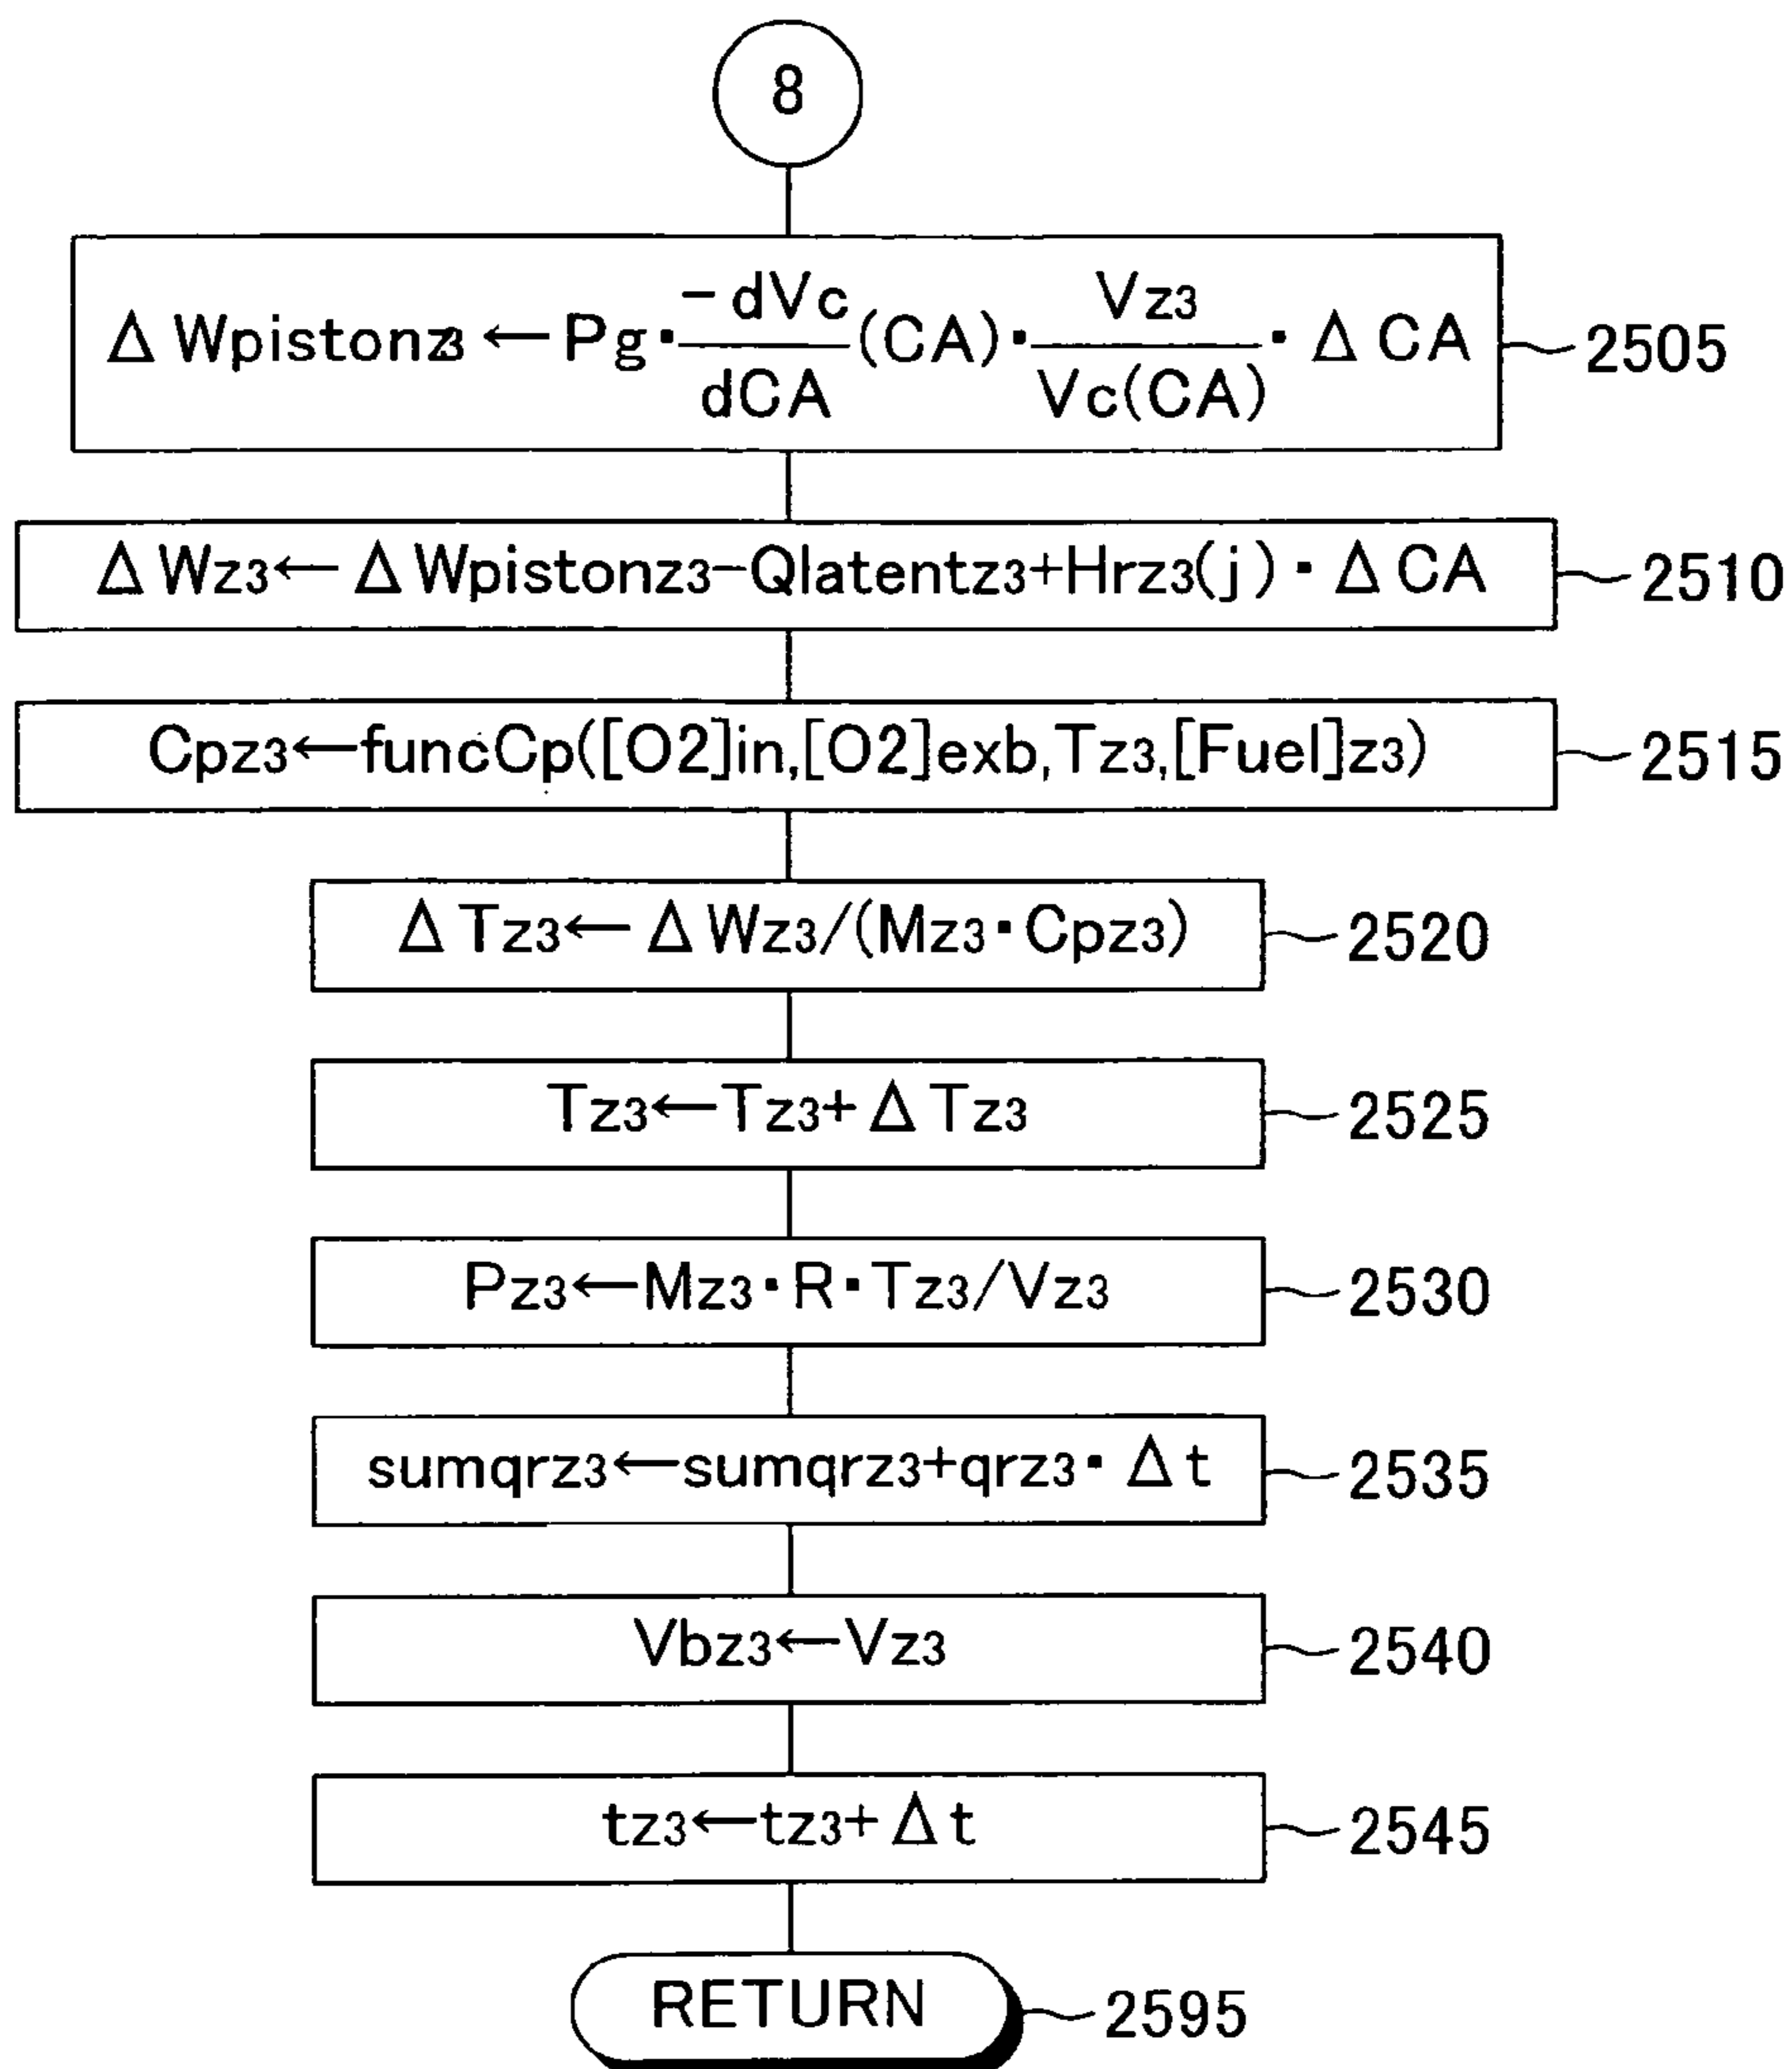 8
ΔWpistonz3←Pg・-dVc/dCA(CA)・Vz3/Vc(CA)・ΔCA 2505
ΔWz3←ΔWpistonz3-Qlatentz3+Hrz3(j)・ΔCA 2510
Cpz3←funcCp([O2]in,[O2]exb,Tz3,[Fuel]z3) 2515
ΔTz3←ΔWz3/(Mz3・Cpz3) 2520
Tz3←Tz3+ΔTz3 2525
Pz3←Mz3・R・Tz3/Vz3 2530
sumqrz3←sumqrz3+qrz3・Δt 2535
Vbz3←Vz3 2540
tz3←tz3+Δt 2545
RETURN 2595